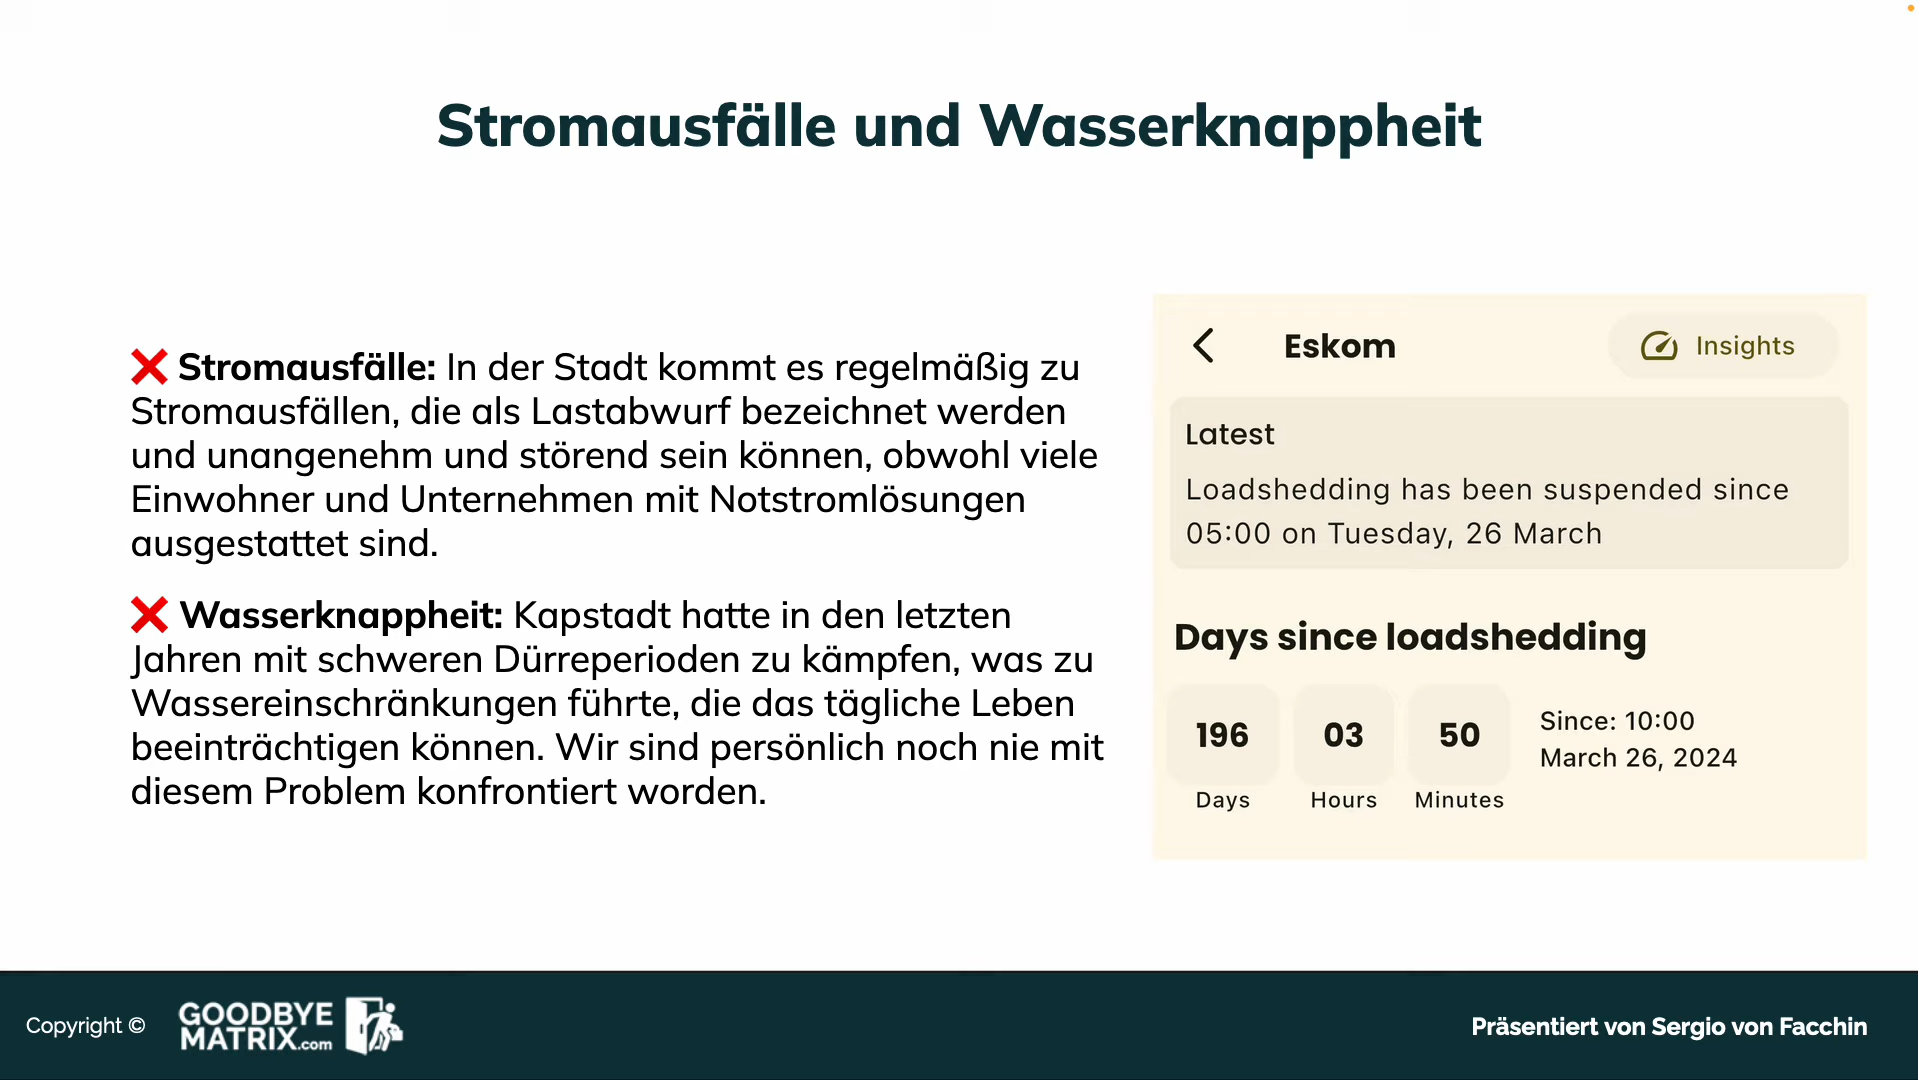 Stromausfälle und Wasserknappheit
❌ Stromausfälle: In der Stadt kommt es regelmäßig zu
Stromausfällen, die als Lastabwurf bezeichnet werden
und unangenehm und störend sein können, obwohl viele
Einwohner und Unternehmen mit Notstromlösungen
ausgestattet sind.
❌ Wasserknappheit: Kapstadt hatte in den letzten
Jahren mit schweren Dürreperioden zu kämpfen, was zu
Wassereinschränkungen führte, die das tägliche Leben
beeinträchtigen können. Wir sind persönlich noch nie mit
diesem Problem konfrontiert worden.
Eskom
Insights
Latest
Loadshedding has been suspended since
05:00 on Tuesday, 26 March
Days since loadshedding
196 03 50
Days Hours Minutes
Since: 10:00
March 26, 2024
Copyright ©
GOODBYE
MATRIX.com
Präsentiert von Sergio von Facchin